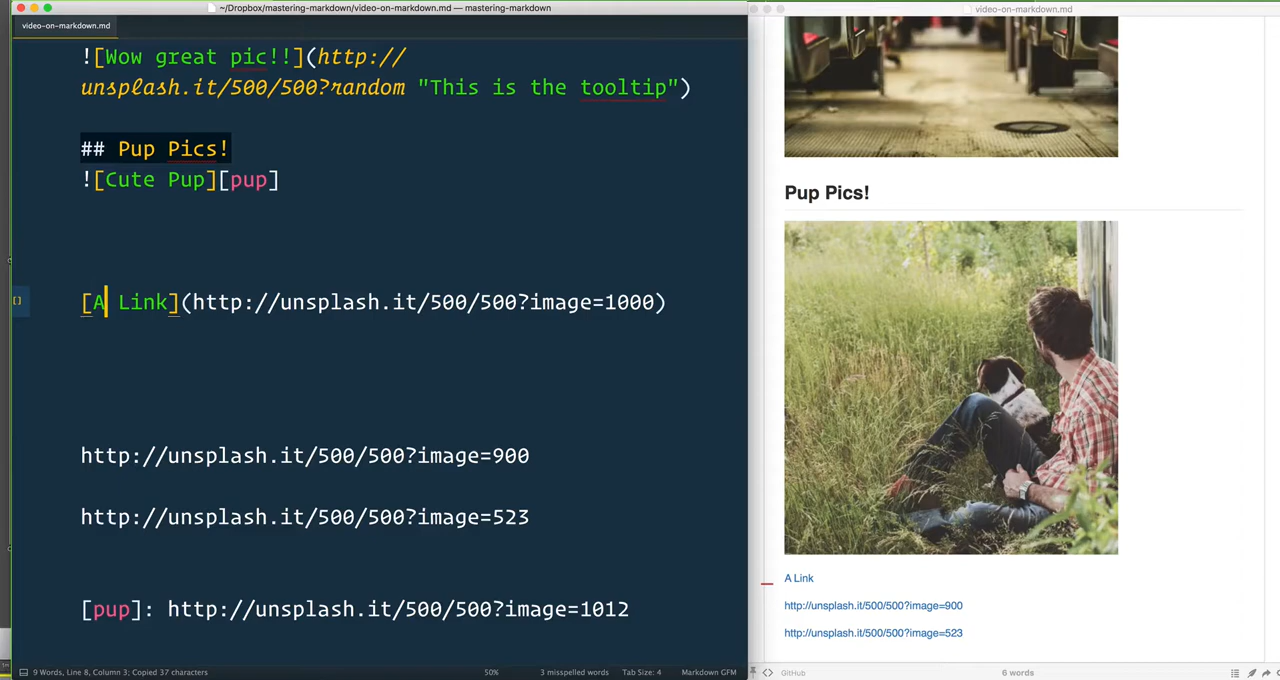 ~/Dropbox/mastering-markdown/video-on-markdown.md — mastering-markdown
video-on-markdown.md
![Wow great pic!!](http://
unsplash.it/500/500?random "This is the tooltip")
## Pup Pics!
![Cute Pup][pup]
[]
[A Link](http://unsplash.it/500/500?image=1000)
http://unsplash.it/500/500?image=900
http://unsplash.it/500/500?image=523
[pup]: http://unsplash.it/500/500?image=1012
9 Words, Line 8, Column 3; Copied 37 characters
50%
3 misspelled words
Tab Size: 4
Markdown GFM
video-on-markdown.md
Pup Pics!
A Link
http://unsplash.it/500/500?image=900
http://unsplash.it/500/500?image=523
GitHub
6 words